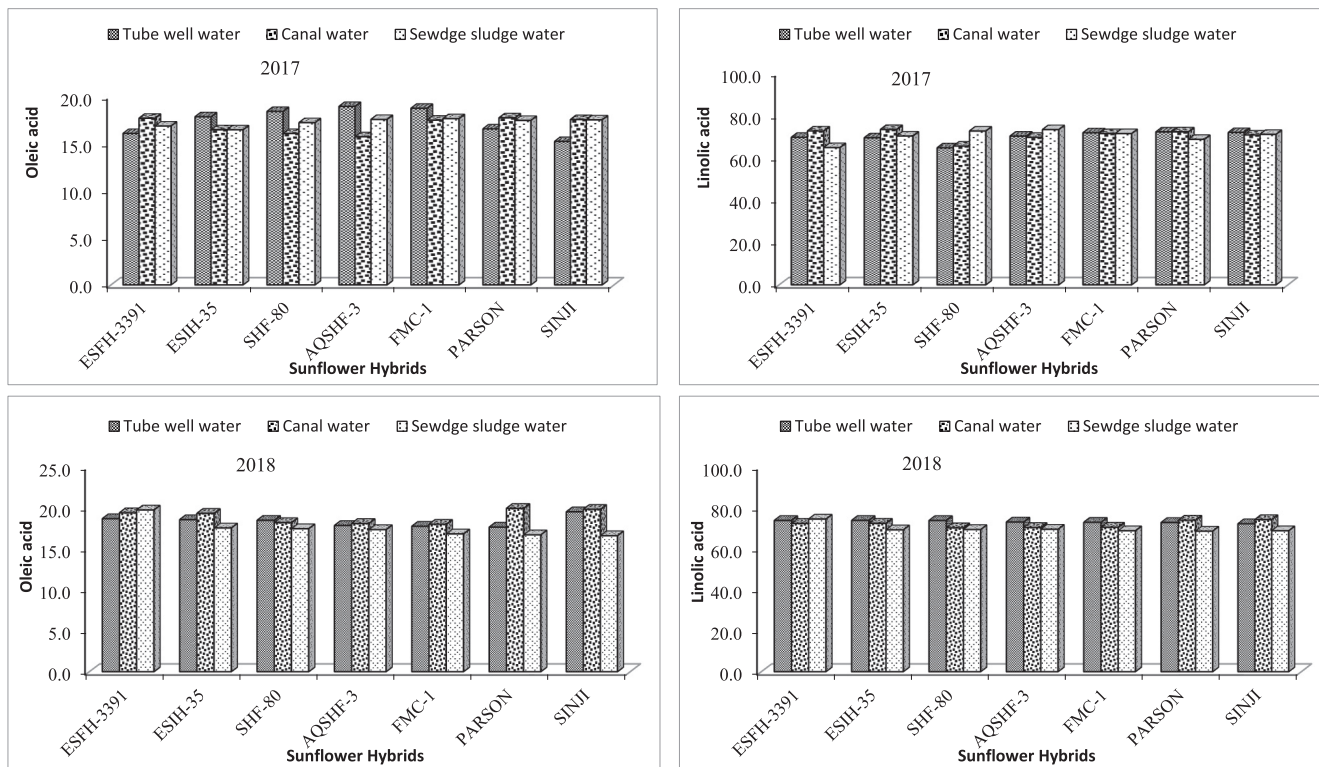 Tube well water Canal water Sewdge sludge water
2017
Oleic acid
20.0
15.0
10.0
5.0
0.0
ESFH-3391 ESIH-35 SHF-80 AQSHF-3 FMC-1 PARSON SINJI
Sunflower Hybrids
Tube well water Canal water Sewdge sludge water
2017
Linolic acid
100.0
80.0
60.0
40.0
20.0
0.0
ESFH-3391 ESIH-35 SHF-80 AQSHF-3 FMC-1 PARSON SINJI
Sunflower Hybrids
Tube well water Canal water Sewdge sludge water
2018
Oleic acid
25.0
20.0
15.0
10.0
5.0
0.0
ESFH-3391 ESIH-35 SHF-80 AQSHF-3 FMC-1 PARSON SINJI
Sunflower Hybrids
Tube well water Canal water Sewdge sludge water
2018
Linolic acid
100.0
80.0
60.0
40.0
20.0
0.0
ESFH-3391 ESIH-35 SHF-80 AQSHF-3 FMC-1 PARSON SINJI
Sunflower Hybrids